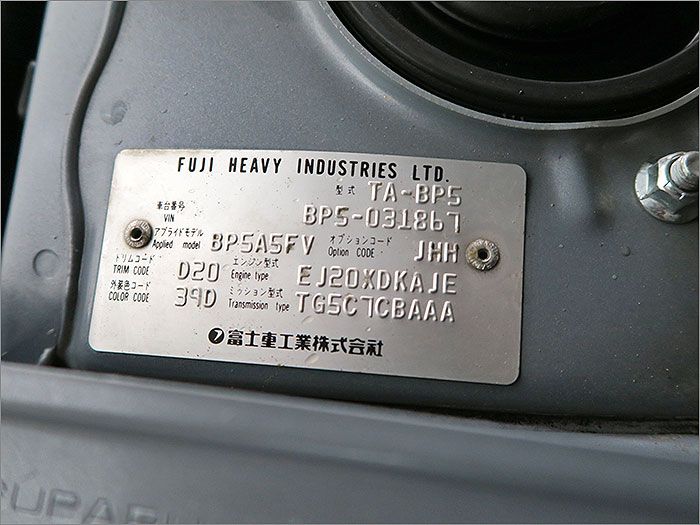 FUJI HEAVY INDUSTRIES LTD.
型式 TA-BP5
車台番号 VIN BP5-031867
アプライドモデル Applied model BP5A5FV オプションコード Option CODE JHH
トリムコード TRIM CODE D20 エンジン型式 Engine type EJ20XDKAJE
外装色コード COLOR CODE 39D ミッション型式 Transmission type TG5C7CBAAA
富士重工業株式会社
SUBARU